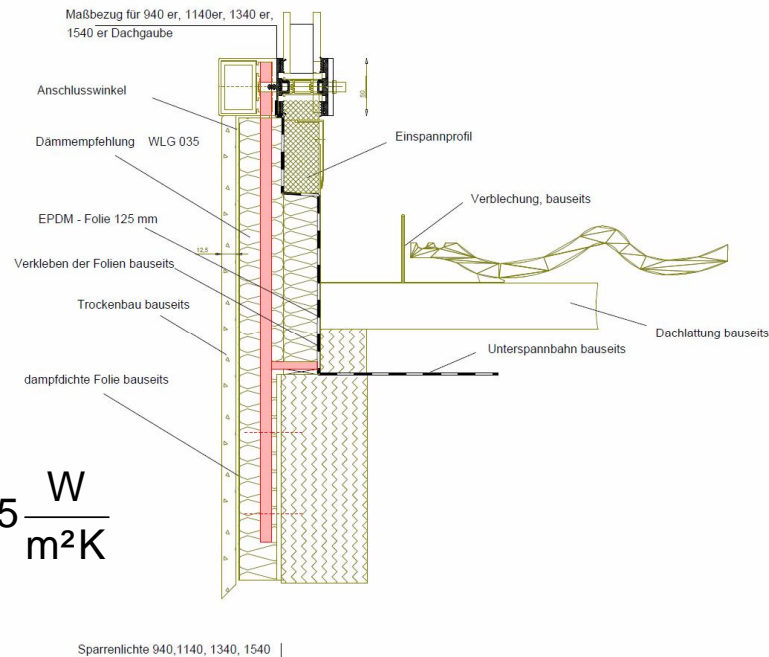 Maßbezug für 940 er, 1140er, 1340 er,
1540 er Dachgaube
50
Anschlusswinkel
Dämmempfehlung WLG 035
Einspannprofil
Verblechung, bauseits
EPDM - Folie 125 mm
12,5
Verkleben der Folien bauseits
Trockenbau bauseits
Dachlattung bauseits
Unterspannbahn bauseits
dampfdichte Folie bauseits
5 W
m²K
Sparrenlichte 940,1140, 1340, 1540